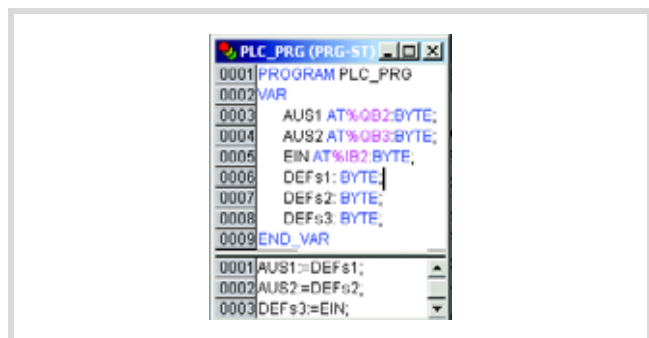 PLC_PRG (PRG-ST)
0001 PROGRAM PLC_PRG
0002 VAR
0003 AUS1 AT%QB2:BYTE;
0004 AUS2 AT%QB3:BYTE;
0005 EIN AT%IB2:BYTE;
0006 DEFs1: BYTE;
0007 DEFs2: BYTE;
0008 DEFs3: BYTE;
0009 END_VAR
0001 AUS1:=DEFs1;
0002 AUS2:=DEFs2;
0003 DEFs3:=EIN;